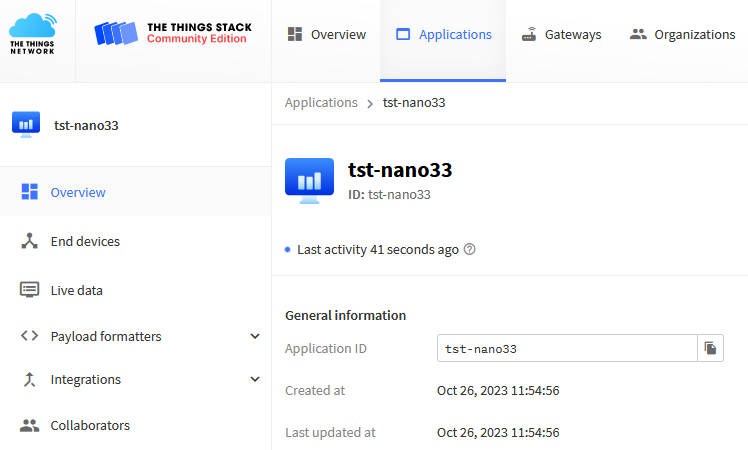 THE THINGS
NETWORK
THE THINGS STACK
Community Edition
Overview
Applications
Gateways
Organizations
tst-nano33
Overview
End devices
Live data
Payload formatters
Integrations
Collaborators
Applications > tst-nano33
tst-nano33
ID: tst-nano33
Last activity 41 seconds ago
General information
Application ID tst-nano33
Created at Oct 26, 2023 11:54:56
Last updated at Oct 26, 2023 11:54:56